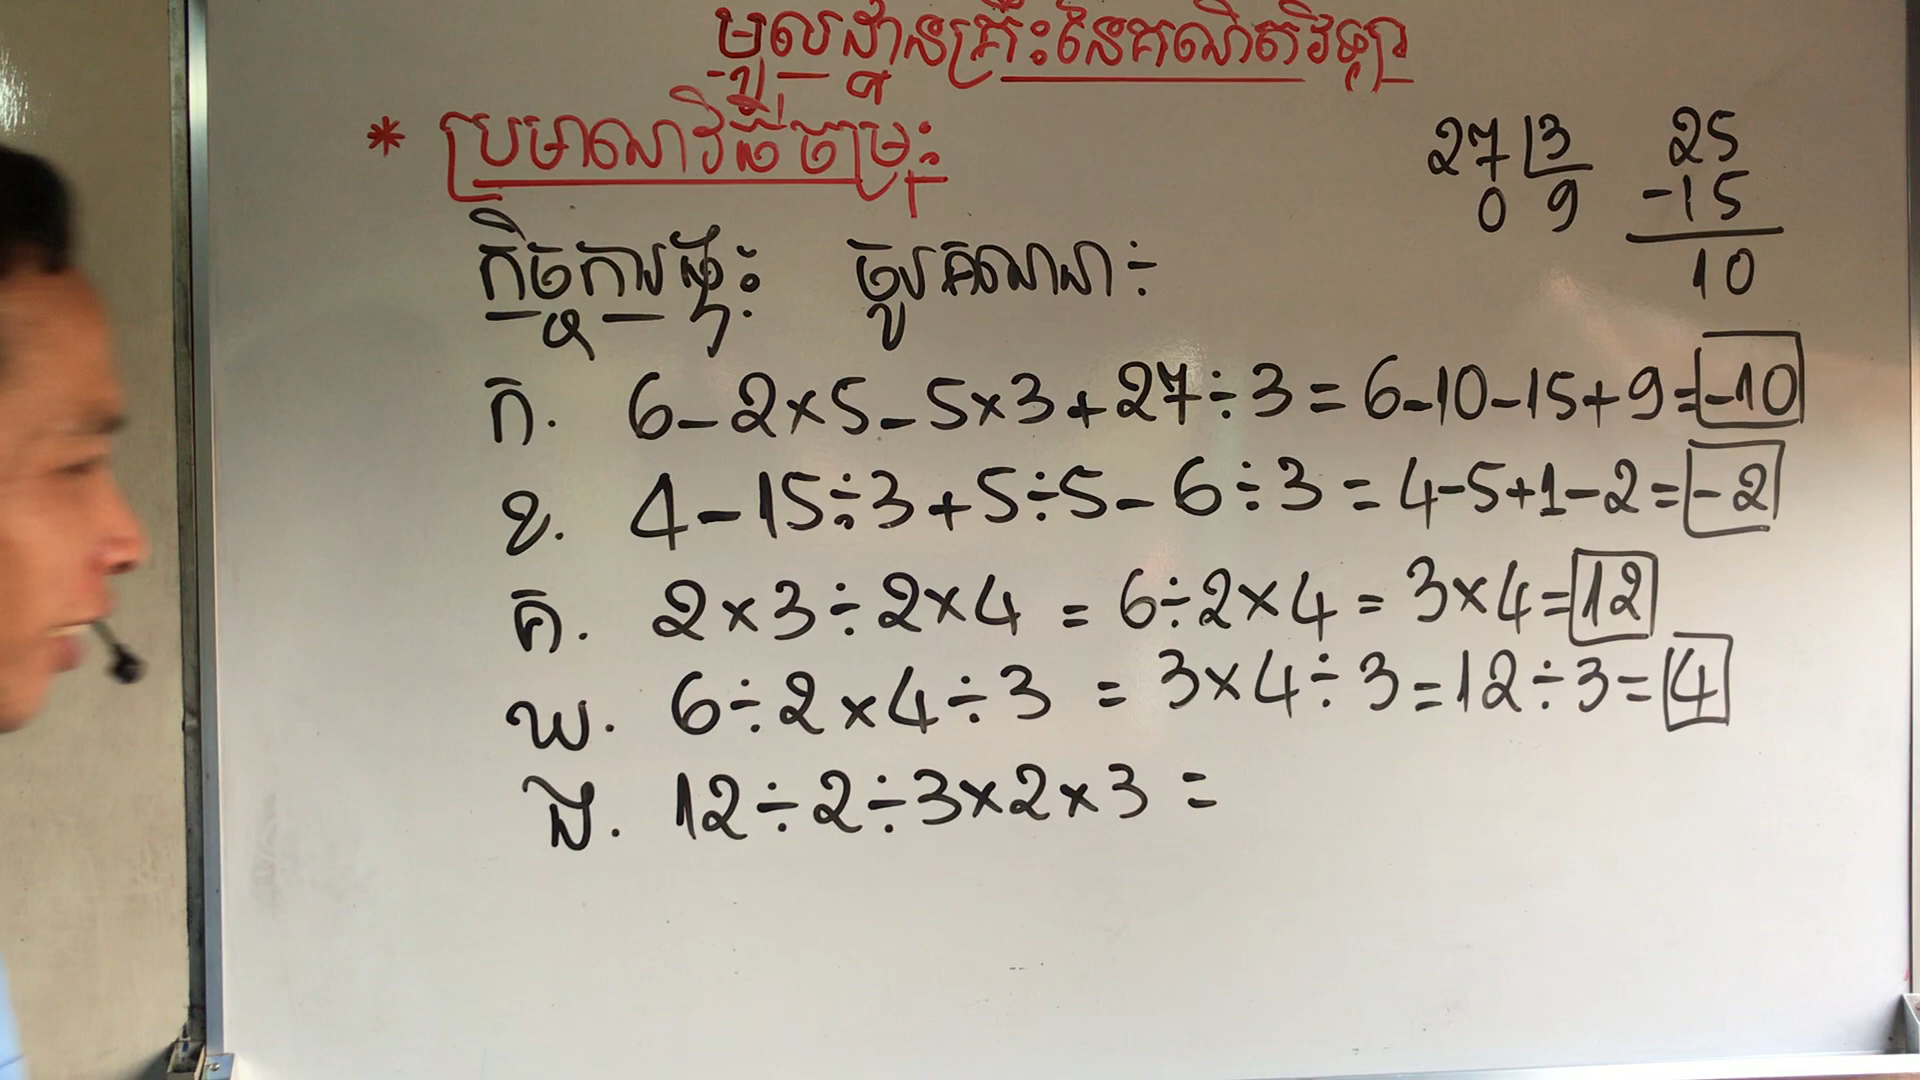 មូលដ្ឋានគ្រឹះនៃគណិតវិទ្យា
* ប្រមាណវិធីចម្រុះ
27 3 25
0 9 -15
10
កិច្ចការផ្ទះ ចូរគណនា÷
ក. 6-2×5-5×3+27÷3=6-10-15+9=-10
ខ. 4-15÷3+5÷5-6÷3=4-5+1-2=-2
គ. 2×3÷2×4=6÷2×4=3×4=12
ឃ. 6÷2×4÷3=3×4÷3=12÷3=4
ង. 12÷2÷3×2×3=